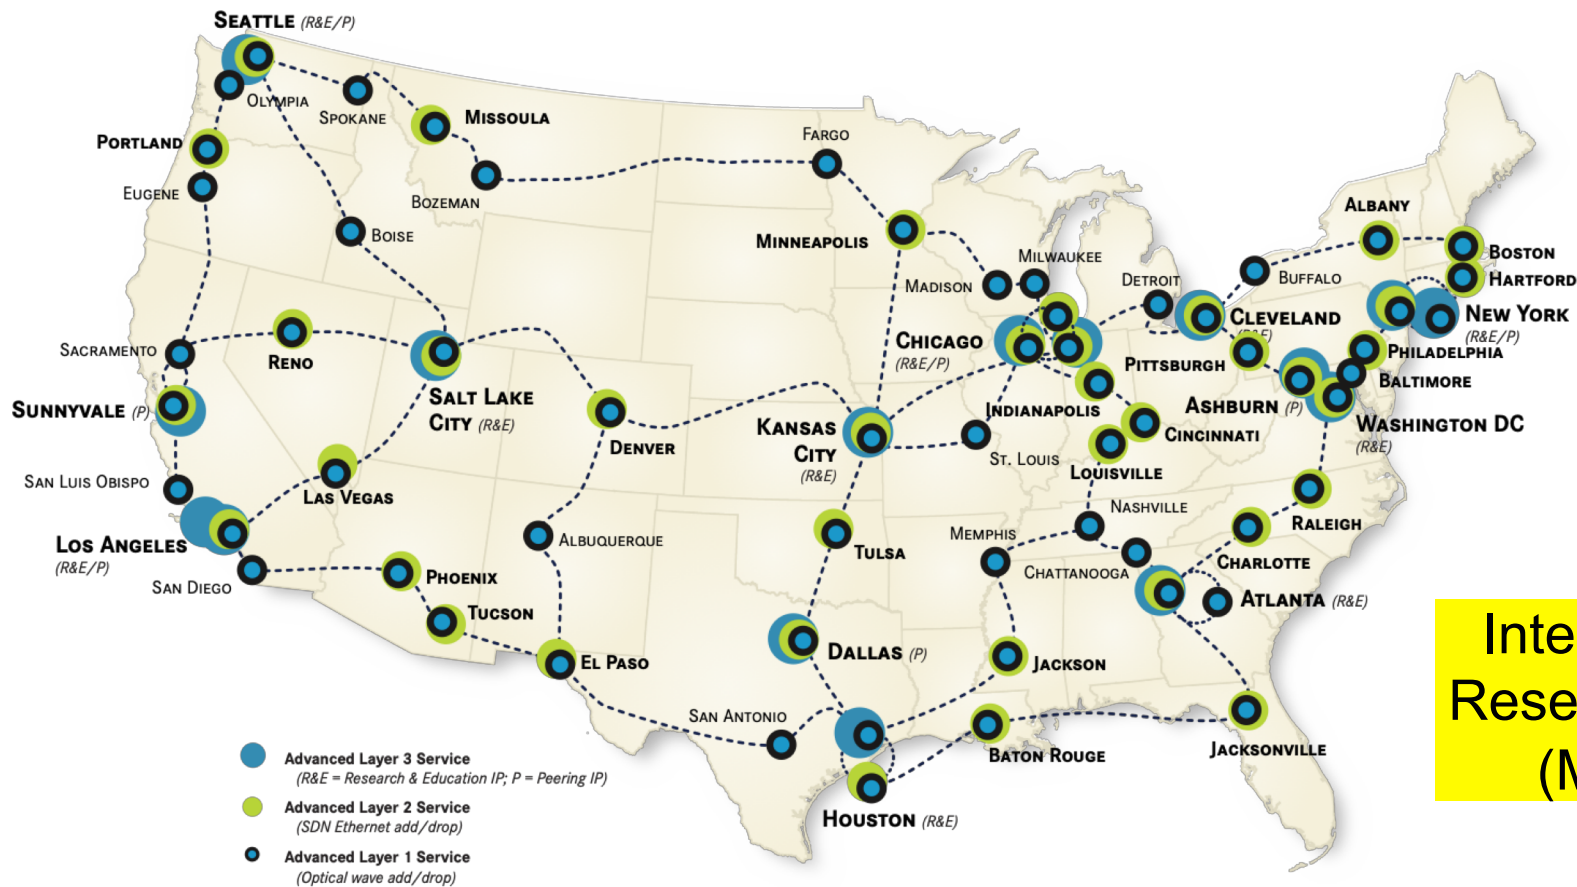 SEATTLE (R&E/P)
OLYMPIA
SPOKANE
MISSOULA
PORTLAND
EUGENE
BOZEMAN
BOISE
FARGO
MINNEAPOLIS
MILWAUKEE
MADISON
DETROIT
BUFFALO
ALBANY
BOSTON
HARTFORD
NEW YORK
(R&E/P)
CLEVELAND
(R&E)
CHICAGO
(R&E/P)
PITTSBURGH
PHILADELPHIA
BALTIMORE
ASHBURN (P)
WASHINGTON DC
(R&E)
SACRAMENTO
RENO
SALT LAKE
CITY (R&E)
SUNNYVALE (P)
DENVER
KANSAS
CITY
(R&E)
ST. LOUIS
INDIANAPOLIS
CINCINNATI
LOUISVILLE
SAN LUIS OBISPO
LAS VEGAS
LOS ANGELES
(R&E/P)
SAN DIEGO
PHOENIX
TUCSON
ALBUQUERQUE
EL PASO
TULSA
MEMPHIS
NASHVILLE
CHATTANOOGA
RALEIGH
CHARLOTTE
ATLANTA (R&E)
DALLAS (P)
JACKSON
SAN ANTONIO
BATON ROUGE
JACKSONVILLE
HOUSTON (R&E)
Advanced Layer 3 Service
(R&E = Research & Education IP; P = Peering IP)
Advanced Layer 2 Service
(SDN Ethernet add/drop)
Advanced Layer 1 Service
(Optical wave add/drop)
Inte
Rese
(M